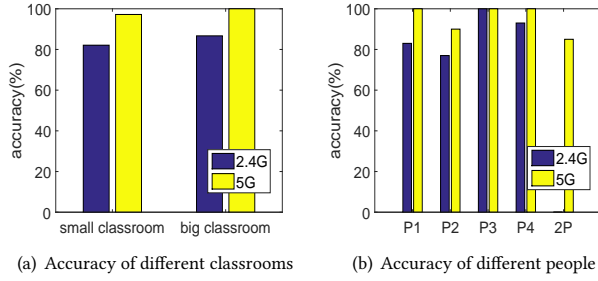 100
80
60
40
20
0
accuracy(%)
small classroom big classroom
2.4G
5G
(a) Accuracy of different classrooms
100
80
60
40
20
0
accuracy(%)
P1 P2 P3 P4 2P
2.4G
5G
(b) Accuracy of different people